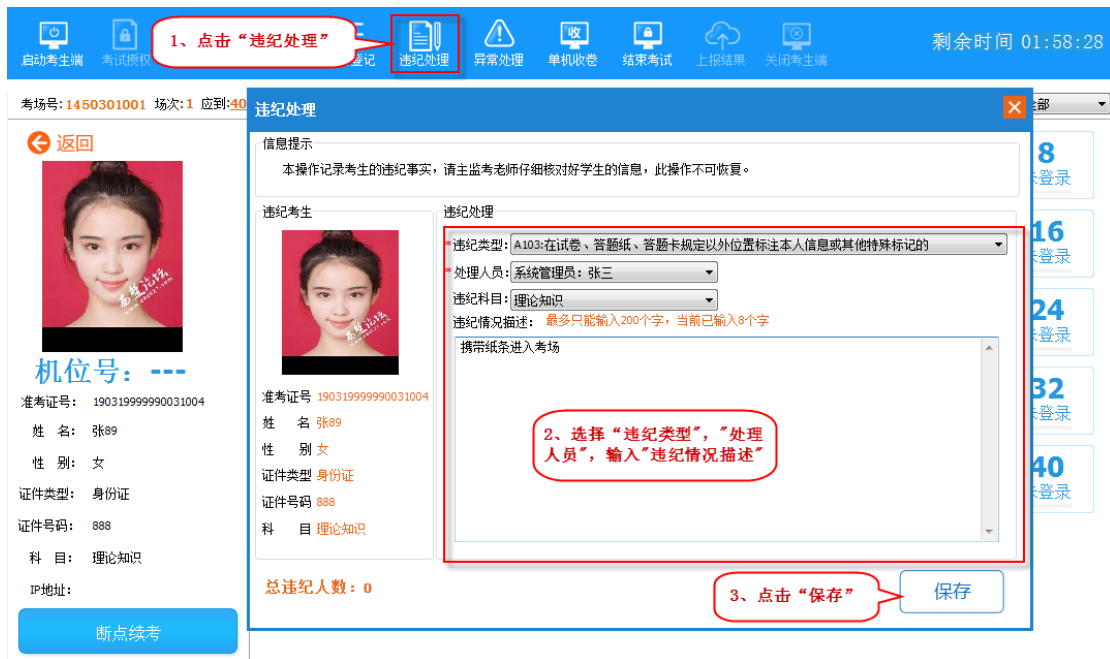 启动考生端
考试授权
1、点击“违纪处理”
登记
违纪处理
异常处理
单机收卷
结束考试
上报结果
关闭考生端
剩余时间 01:58:28
考场号:1450301001 场次:1 应到:40
全部
返回
机位号：---
准考证号： 190319999990031004
姓 名： 张89
性 别： 女
证件类型： 身份证
证件号码： 888
科 目： 理论知识
IP地址：
断点续考
违纪处理
信息提示
本操作记录考生的违纪事实，请主监考老师仔细核对好学生的信息，此操作不可恢复。
违纪考生
准考证号 190319999990031004
姓 名 张89
性 别 女
证件类型 身份证
证件号码 888
科 目 理论知识
违纪处理
*违纪类型: A103:在试卷、答题纸、答题卡规定以外位置标注本人信息或其他特殊标记的
*处理人员: 系统管理员：张三
违纪科目: 理论知识
违纪情况描述： 最多只能输入200个字，当前已输入8个字
携带纸条进入考场
2、选择“违纪类型”，"处理
人员"，输入"违纪情况描述"
总违纪人数：0
3、点击“保存”
保存
8
未登录
16
未登录
24
未登录
32
未登录
40
未登录